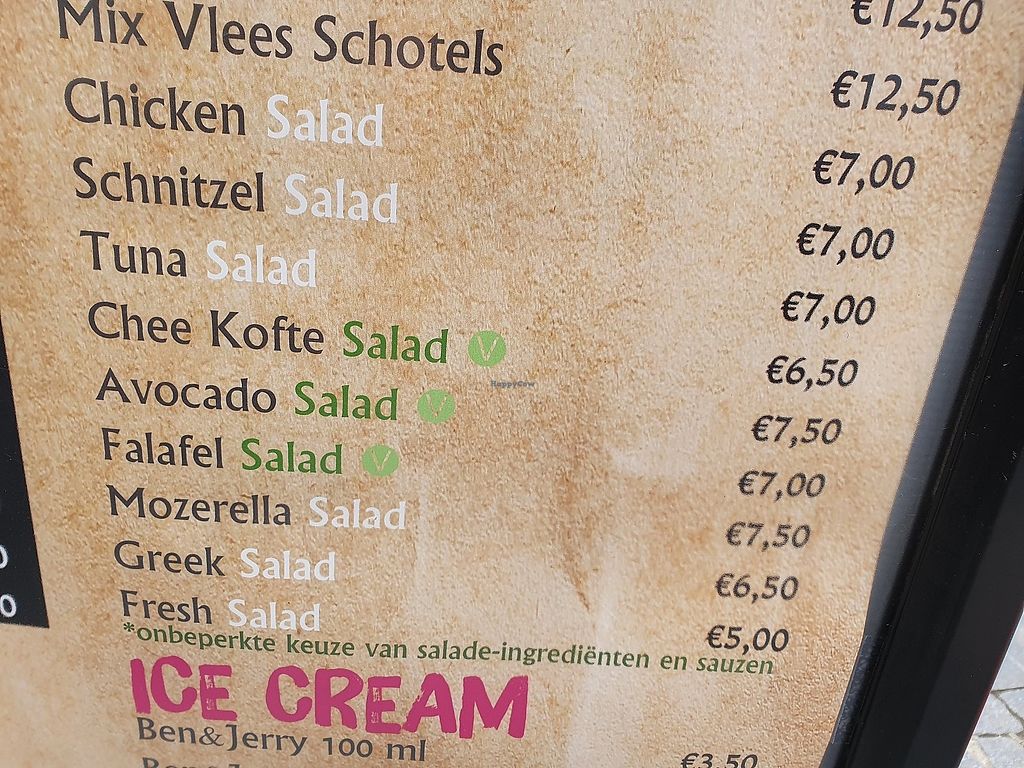 €12,50
Mix Vlees Schotels €12,50
Chicken Salad €7,00
Schnitzel Salad €7,00
Tuna Salad €7,00
Chee Kofte Salad V €6,50
Avocado Salad V €7,50
Falafel Salad V €7,00
Mozerella Salad €7,50
Greek Salad €6,50
Fresh Salad €5,00
*onbeperkte keuze van salade-ingrediënten en sauzen
ICE CREAM
Ben&Jerry 100 ml €3,50
HappyCow